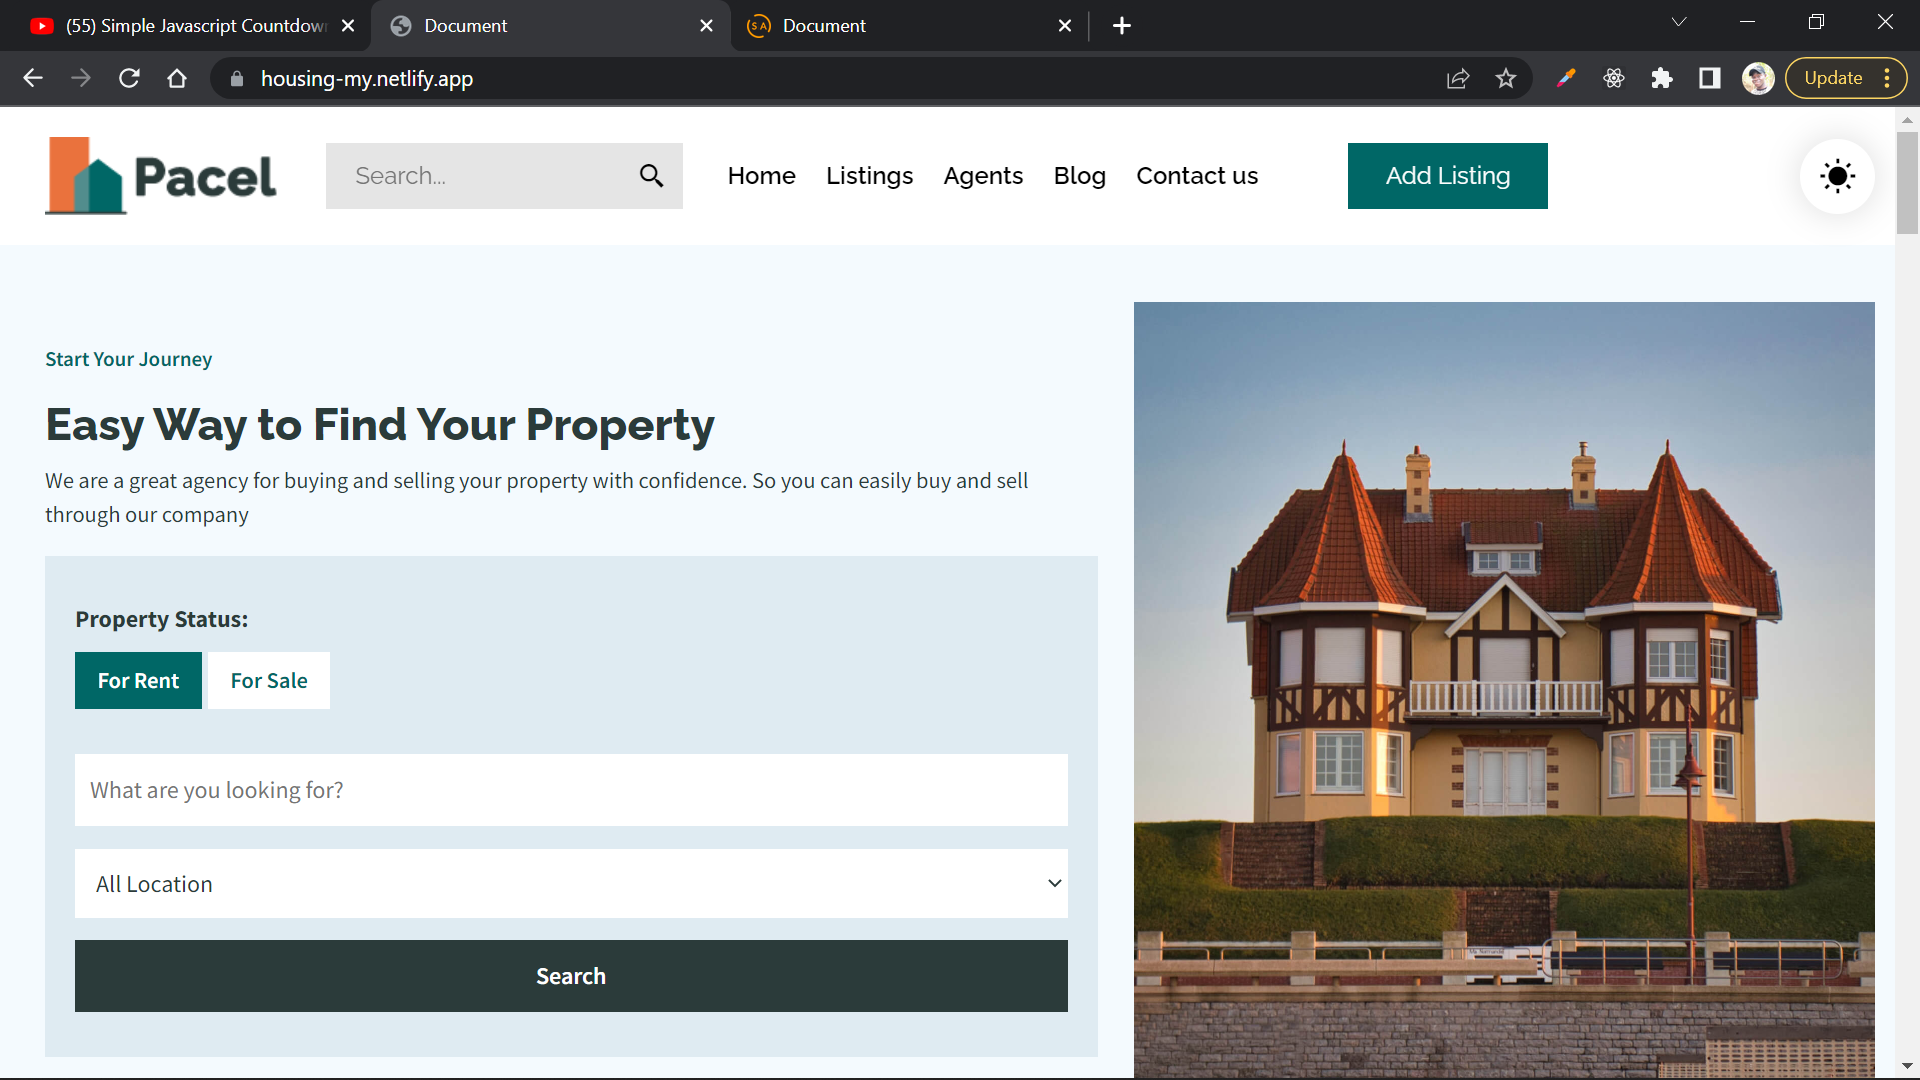 (55) Simple Javascript Countdow
Document
Document
housing-my.netlify.app
Update
Pacel
Search...
Home
Listings
Agents
Blog
Contact us
Add Listing
Start Your Journey
Easy Way to Find Your Property
We are a great agency for buying and selling your property with confidence. So you can easily buy and sell
through our company
Property Status:
For Rent
For Sale
What are you looking for?
All Location
Search